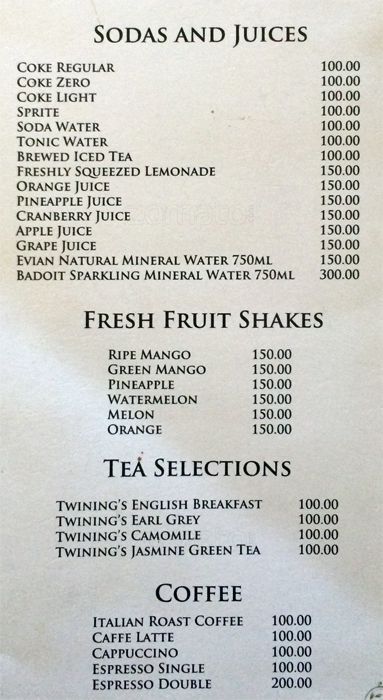 SODAS AND JUICES
COKE REGULAR 100.00
COKE ZERO 100.00
COKE LIGHT 100.00
SPRITE 100.00
SODA WATER 100.00
TONIC WATER 100.00
BREWED ICED TEA 100.00
FRESHLY SQUEEZED LEMONADE 150.00
ORANGE JUICE 150.00
PINEAPPLE JUICE 150.00
CRANBERRY JUICE 150.00
APPLE JUICE 150.00
GRAPE JUICE 150.00
EVIAN NATURAL MINERAL WATER 750ML 150.00
BADOIT SPARKLING MINERAL WATER 750ML 300.00
FRESH FRUIT SHAKES
RIPE MANGO 150.00
GREEN MANGO 150.00
PINEAPPLE 150.00
WATERMELON 150.00
MELON 150.00
ORANGE 150.00
TEA SELECTIONS
TWINING'S ENGLISH BREAKFAST 100.00
TWINING'S EARL GREY 100.00
TWINING'S CAMOMILE 100.00
TWINING'S JASMINE GREEN TEA 100.00
COFFEE
ITALIAN ROAST COFFEE 100.00
CAFFE LATTE 100.00
CAPPUCCINO 100.00
ESPRESSO SINGLE 100.00
ESPRESSO DOUBLE 200.00